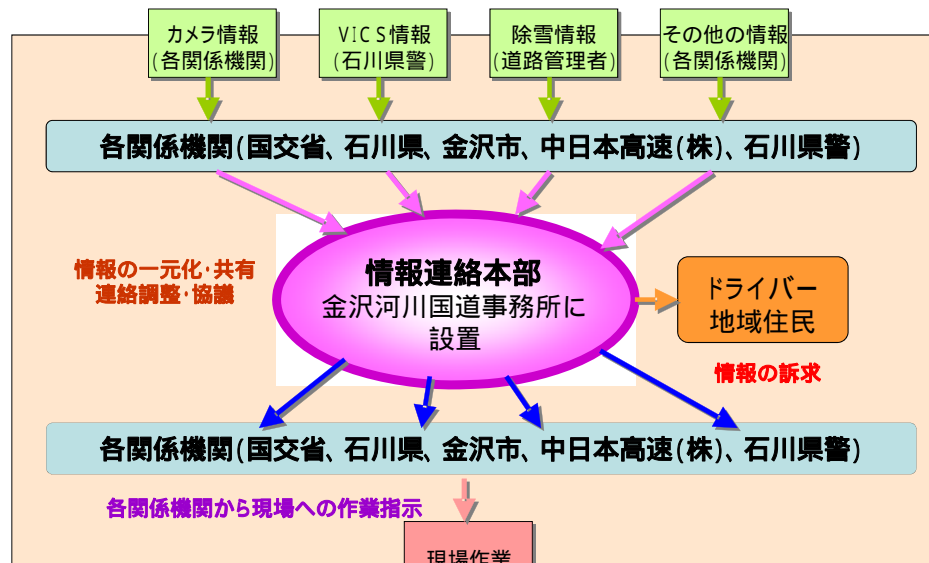 カメラ情報
(各関係機関)
VICS情報
(石川県警)
除雪情報
(道路管理者)
その他の情報
(各関係機関)
各関係機関(国交省、石川県、金沢市、中日本高速(株)、石川県警)
情報の一元化・共有
連絡調整・協議
情報連絡本部
金沢河川国道事務所に
設置
ドライバー
地域住民
情報の訴求
各関係機関(国交省、石川県、金沢市、中日本高速(株)、石川県警)
各関係機関から現場への作業指示
現場作業